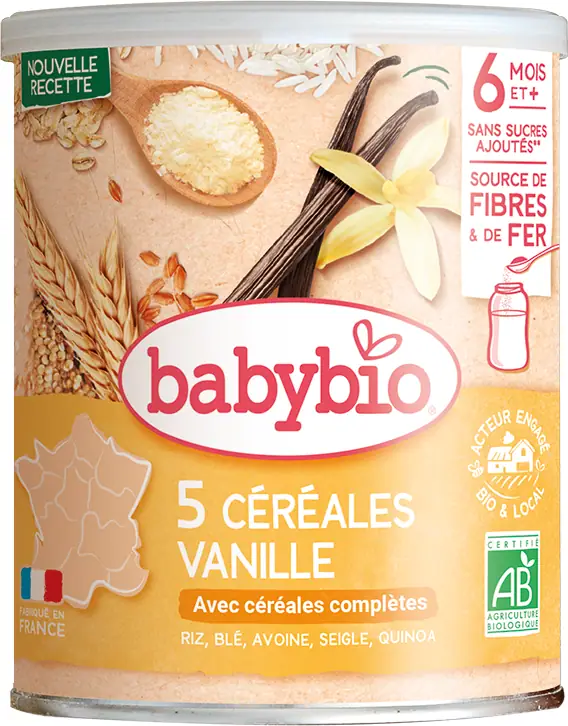 NOUVELLE
RECETTE
6 MOIS
ET+
SANS SUCRES
AJOUTÉS**
SOURCE DE
FIBRES
& DE FER
babybio®
ACTEUR ENGAGÉ
BIO & LOCAL
5 CÉRÉALES
VANILLE
Avec céréales complètes
RIZ, BLÉ, AVOINE, SEIGLE, QUINOA
FABRIQUÉ EN
FRANCE
CERTIFIÉ
AB
AGRICULTURE
BIOLOGIQUE